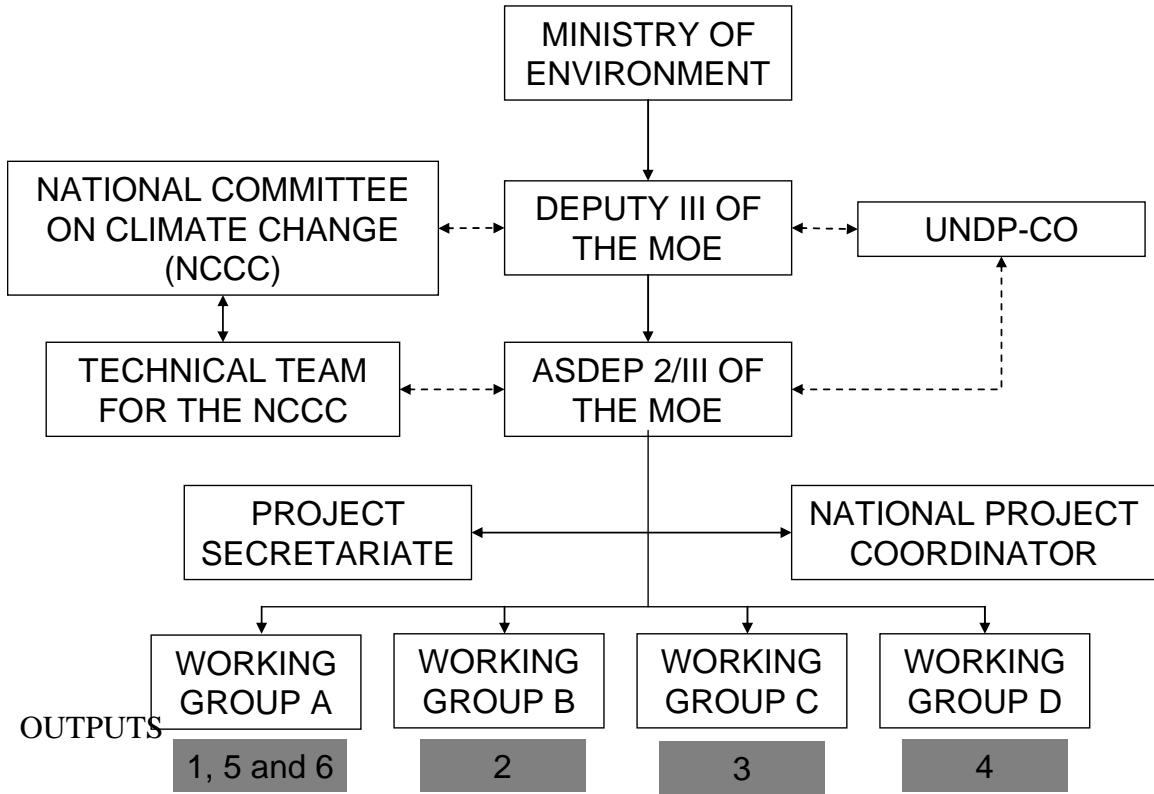 MINISTRY OF
ENVIRONMENT
NATIONAL COMMITTEE
ON CLIMATE CHANGE
(NCCC)
DEPUTY III OF
THE MOE
UNDP-CO
TECHNICAL TEAM
FOR THE NCCC
ASDEP 2/III OF
THE MOE
PROJECT
SECRETARIATE
NATIONAL PROJECT
COORDINATOR
WORKING
GROUP A
WORKING
GROUP B
WORKING
GROUP C
WORKING
GROUP D
OUTPUTS
1, 5 and 6
2
3
4